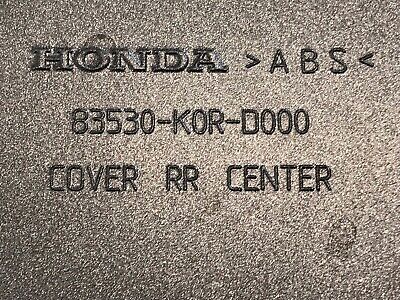 HONDA >ABS<
83530-K0R-D000
COVER RR CENTER